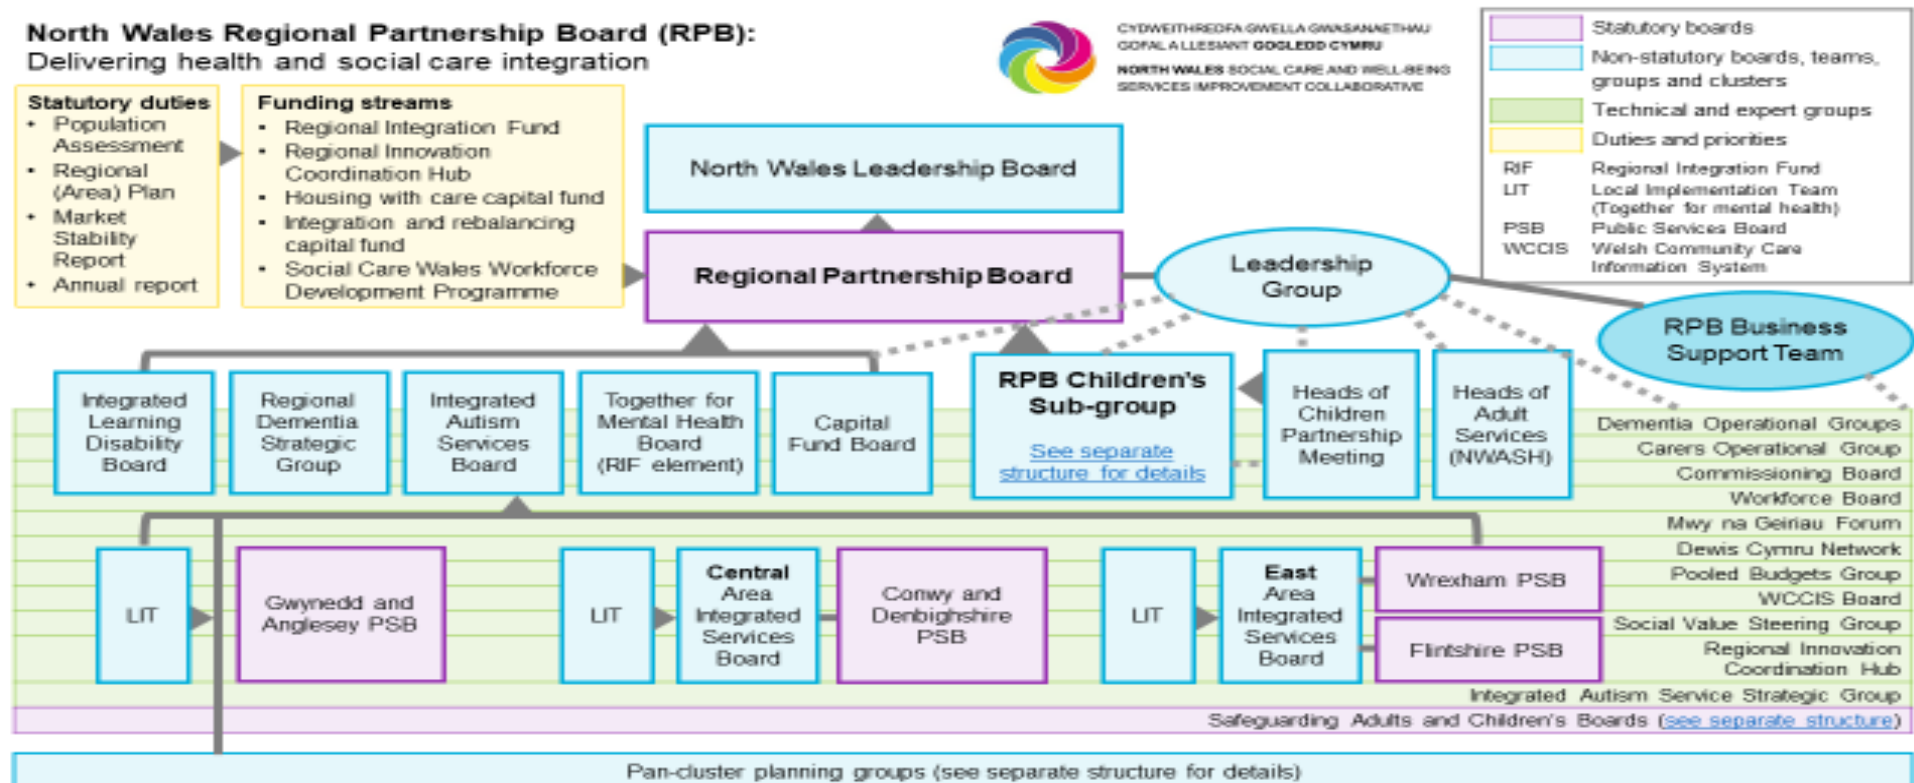 North Wales Regional Partnership Board (RPB):
Delivering health and social care integration
CYDWEITHREDFA GWELLA GWASANAETHAU
GOFAL A LLESIANT GOGLEDD CYMRU
NORTH WALES SOCIAL CARE AND WELL-BEING
SERVICES IMPROVEMENT COLLABORATIVE
Statutory boards
Non-statutory boards, teams,
groups and clusters
Technical and expert groups
Duties and priorities
RIF Regional Integration Fund
LIT Local Implementation Team
(Together for mental health)
PSB Public Services Board
WCCIS Welsh Community Care
Information System
Statutory duties
• Population
Assessment
• Regional
(Area) Plan
• Market
Stability
Report
• Annual report
Funding streams
• Regional Integration Fund
• Regional Innovation
Coordination Hub
• Housing with care capital fund
• Integration and rebalancing
capital fund
• Social Care Wales Workforce
Development Programme
North Wales Leadership Board
Regional Partnership Board
Leadership
Group
RPB Business
Support Team
Integrated
Learning
Disability
Board
Regional
Dementia
Strategic
Group
Integrated
Autism
Services
Board
Together for
Mental Health
Board
(RIF element)
Capital
Fund Board
RPB Children's
Sub-group
See separate
structure for details
Heads of
Children
Partnership
Meeting
Heads of
Adult
Services
(NWASH)
Dementia Operational Groups
Carers Operational Group
Commissioning Board
Workforce Board
Mwy na Geiriau Forum
Dewis Cymru Network
Pooled Budgets Group
WCCIS Board
Social Value Steering Group
Regional Innovation
Coordination Hub
Integrated Autism Service Strategic Group
LIT
Gwynedd and
Anglesey PSB
LIT
Central
Area
Integrated
Services
Board
Conwy and
Denbighshire
PSB
LIT
East
Area
Integrated
Services
Board
Wrexham PSB
Flintshire PSB
Safeguarding Adults and Children's Boards (see separate structure)
Pan-cluster planning groups (see separate structure for details)